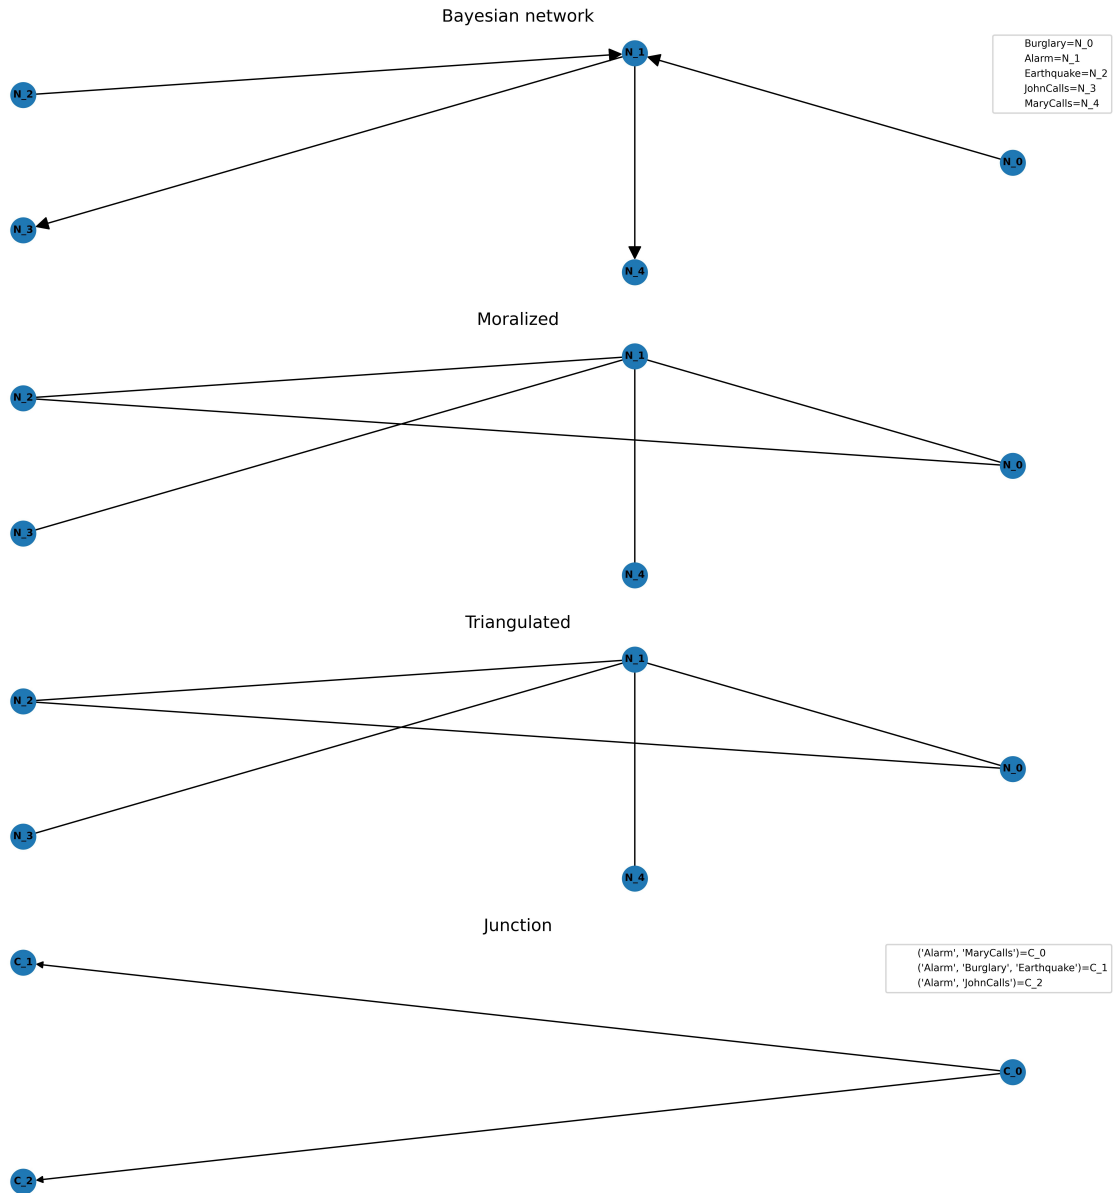 Bayesian network
N_1
Burglary=N_0
Alarm=N_1
Earthquake=N_2
JohnCalls=N_3
MaryCalls=N_4
N_2
N_0
N_3
N_4
Moralized
N_1
N_2
N_0
N_3
N_4
Triangulated
N_1
N_2
N_0
N_3
N_4
Junction
C_1
('Alarm', 'MaryCalls')=C_0
('Alarm', 'Burglary', 'Earthquake')=C_1
('Alarm', 'JohnCalls')=C_2
C_0
C_2